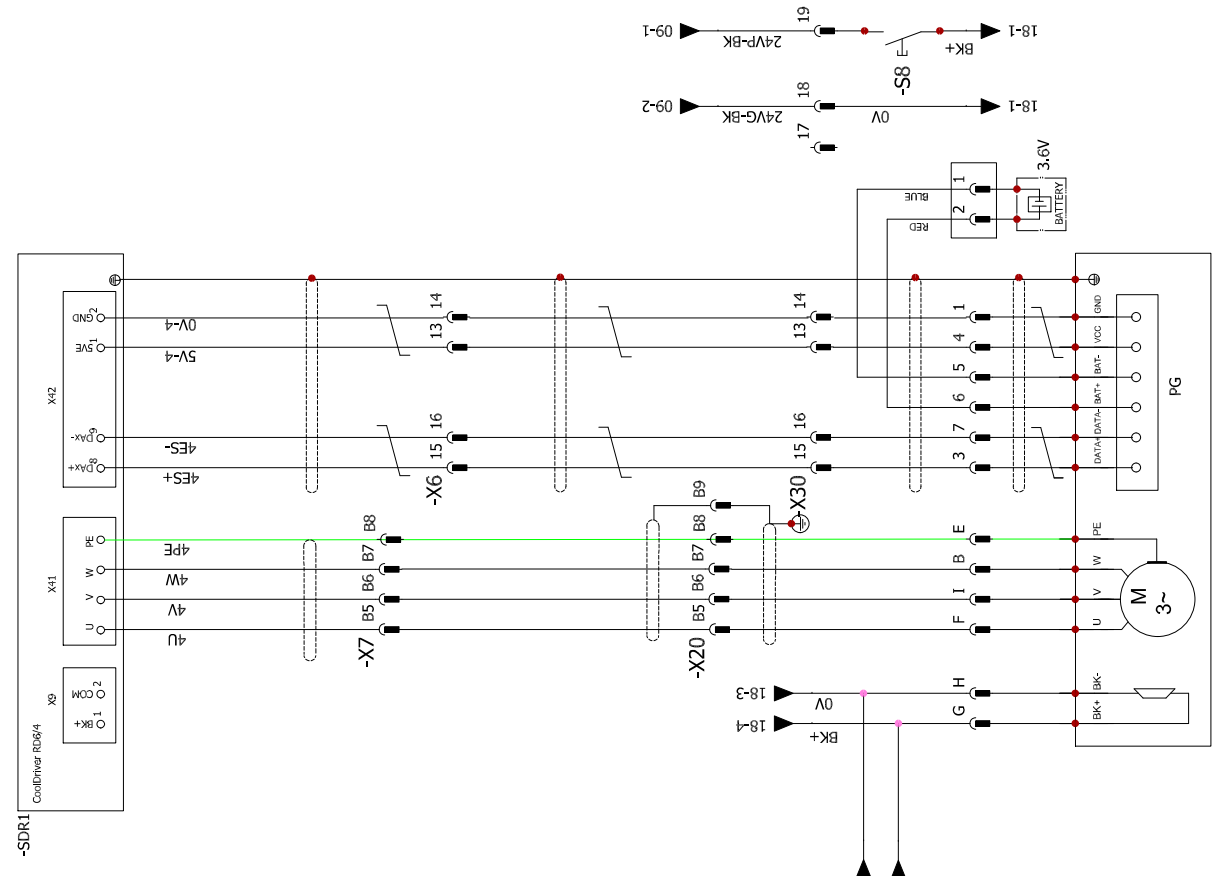 09-1
24VP-BK
19
-S8
BK+
18-1
09-2
24VG-BK
18
0V
18-1
17
3.6V
BATTERY
1
2
BLUE
RED
-SDR1
CoolDriver RD6/4
X42
GND 2
5VE 1
DAx- 9
DAx+ 8
0V-4
5V-4
4ES-
4ES+
14
13
16
15
-X6
14
13
16
15
-X30
1
4
5
6
7
3
GND
VCC
BAT-
BAT+
DATA-
DATA+
PG
X41
PE
W
V
U
4PE
4W
4V
4U
B8
B7
B6
B5
-X7
B9
B8
B7
B6
B5
-X20
E
B
I
F
PE
W
V
U
M
3~
X9
COM 2
BK+ 1
18-3
0V
18-4
BK+
H
G
BK-
BK+